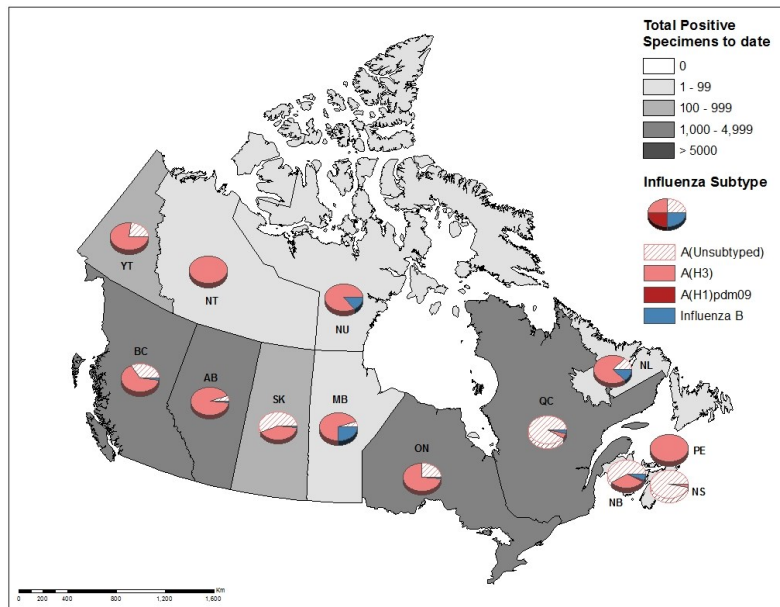 Total Positive
Specimens to date
0
1 - 99
100 - 999
1,000 - 4,999
> 5000
Influenza Subtype
A(Unsubtyped)
A(H3)
A(H1)pdm09
Influenza B
YT
NT
NU
BC
AB
SK
MB
ON
QC
NL
PE
NB
NS
0 100 200 400 800 1,200 1,600
Km